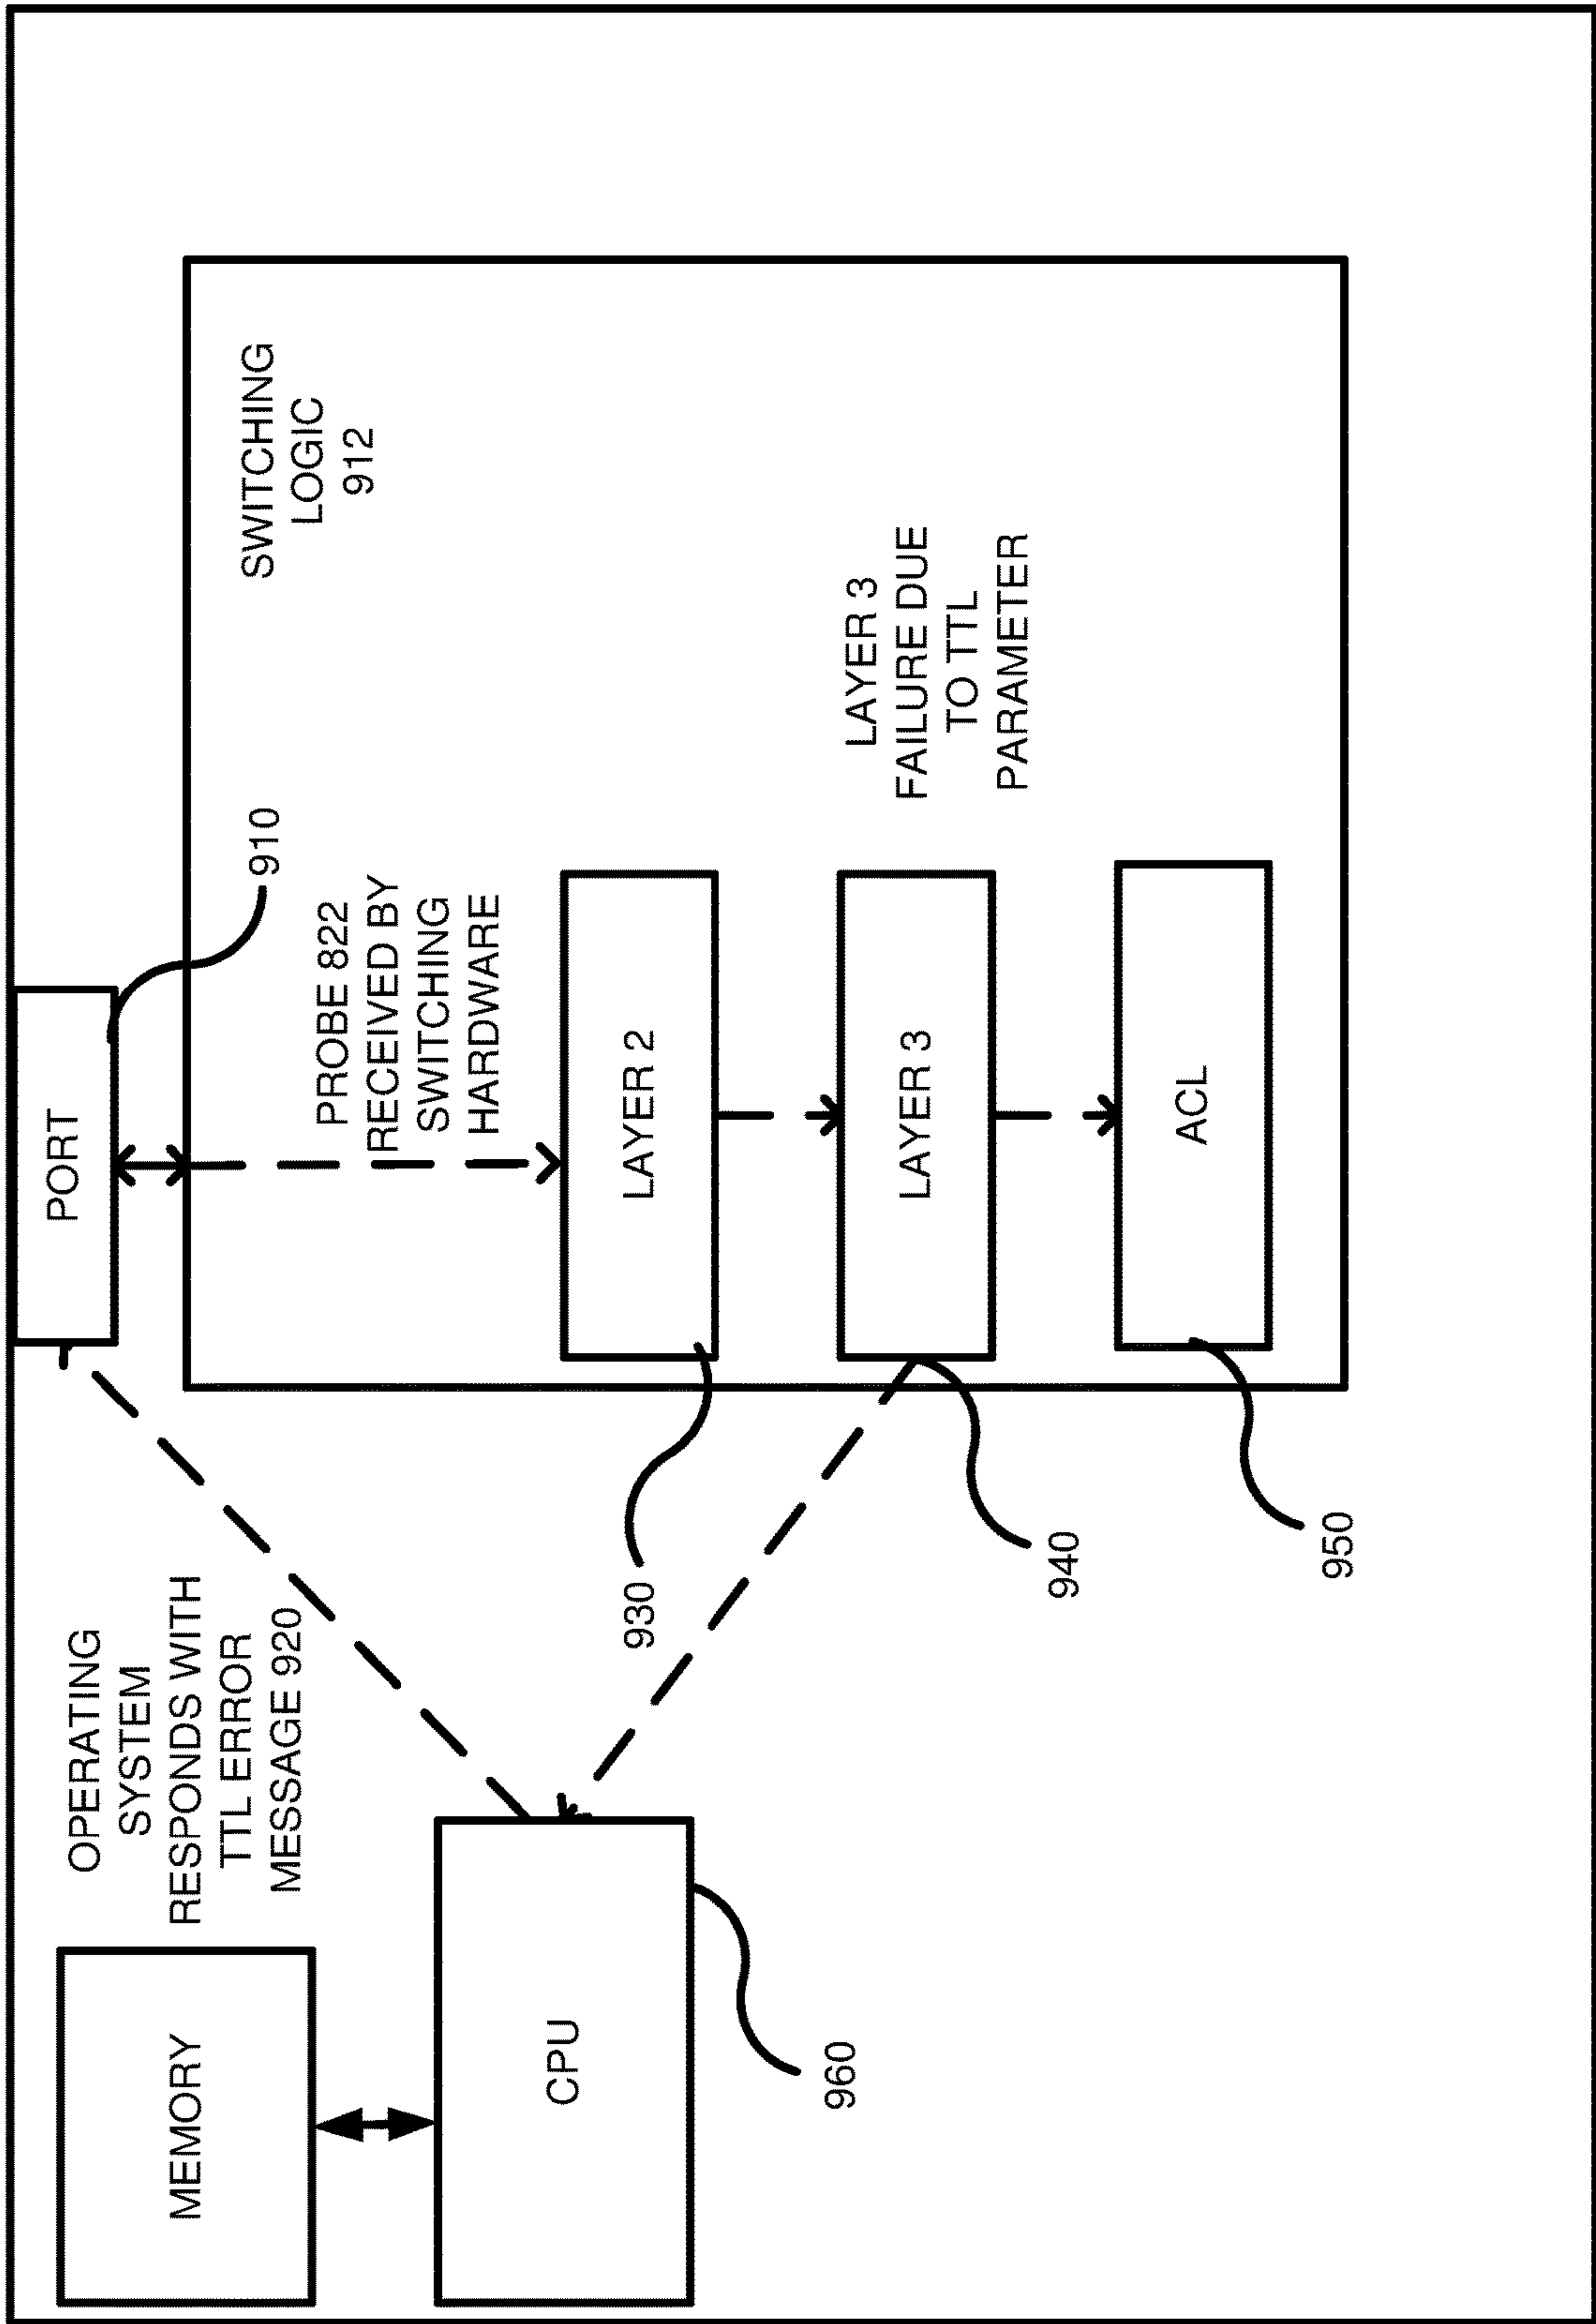 MEMORY
CPU
960
OPERATING
SYSTEM
RESPONDS WITH
TTL ERROR
MESSAGE 920
PORT
910
SWITCHING
LOGIC
912
PROBE 822
RECEIVED BY
SWITCHING
HARDWARE
LAYER 2
930
LAYER 3
940
LAYER 3
FAILURE DUE
TO TTL
PARAMETER
ACL
950